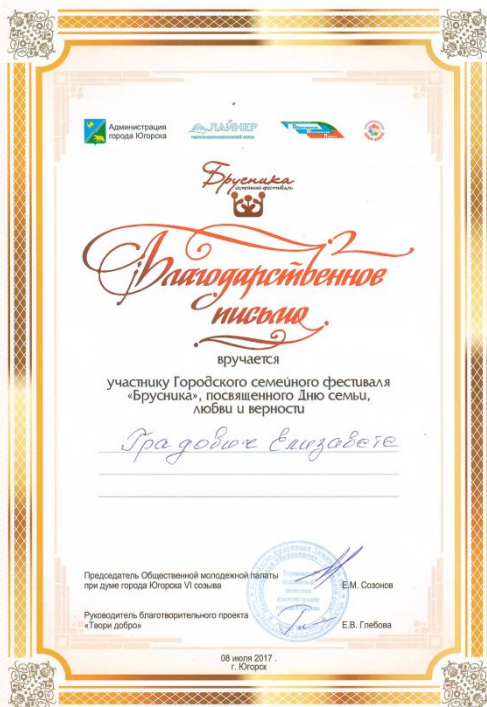 Администрация
города Югорска
ЛАЙНЕР
Брусника
семейный фестиваль
Благодарственное
письмо
вручается
участнику Городского семейного фестиваля
«Брусника», посвященного Дню семьи,
любви и верности
Градович Елизавете
Председатель Общественной молодежной палаты
при думе города Югорска VI созыва
Е.М. Созонов
Руководитель благотворительного проекта
«Твори добро»
Е.В. Глебова
08 июля 2017 .
г. Югорск